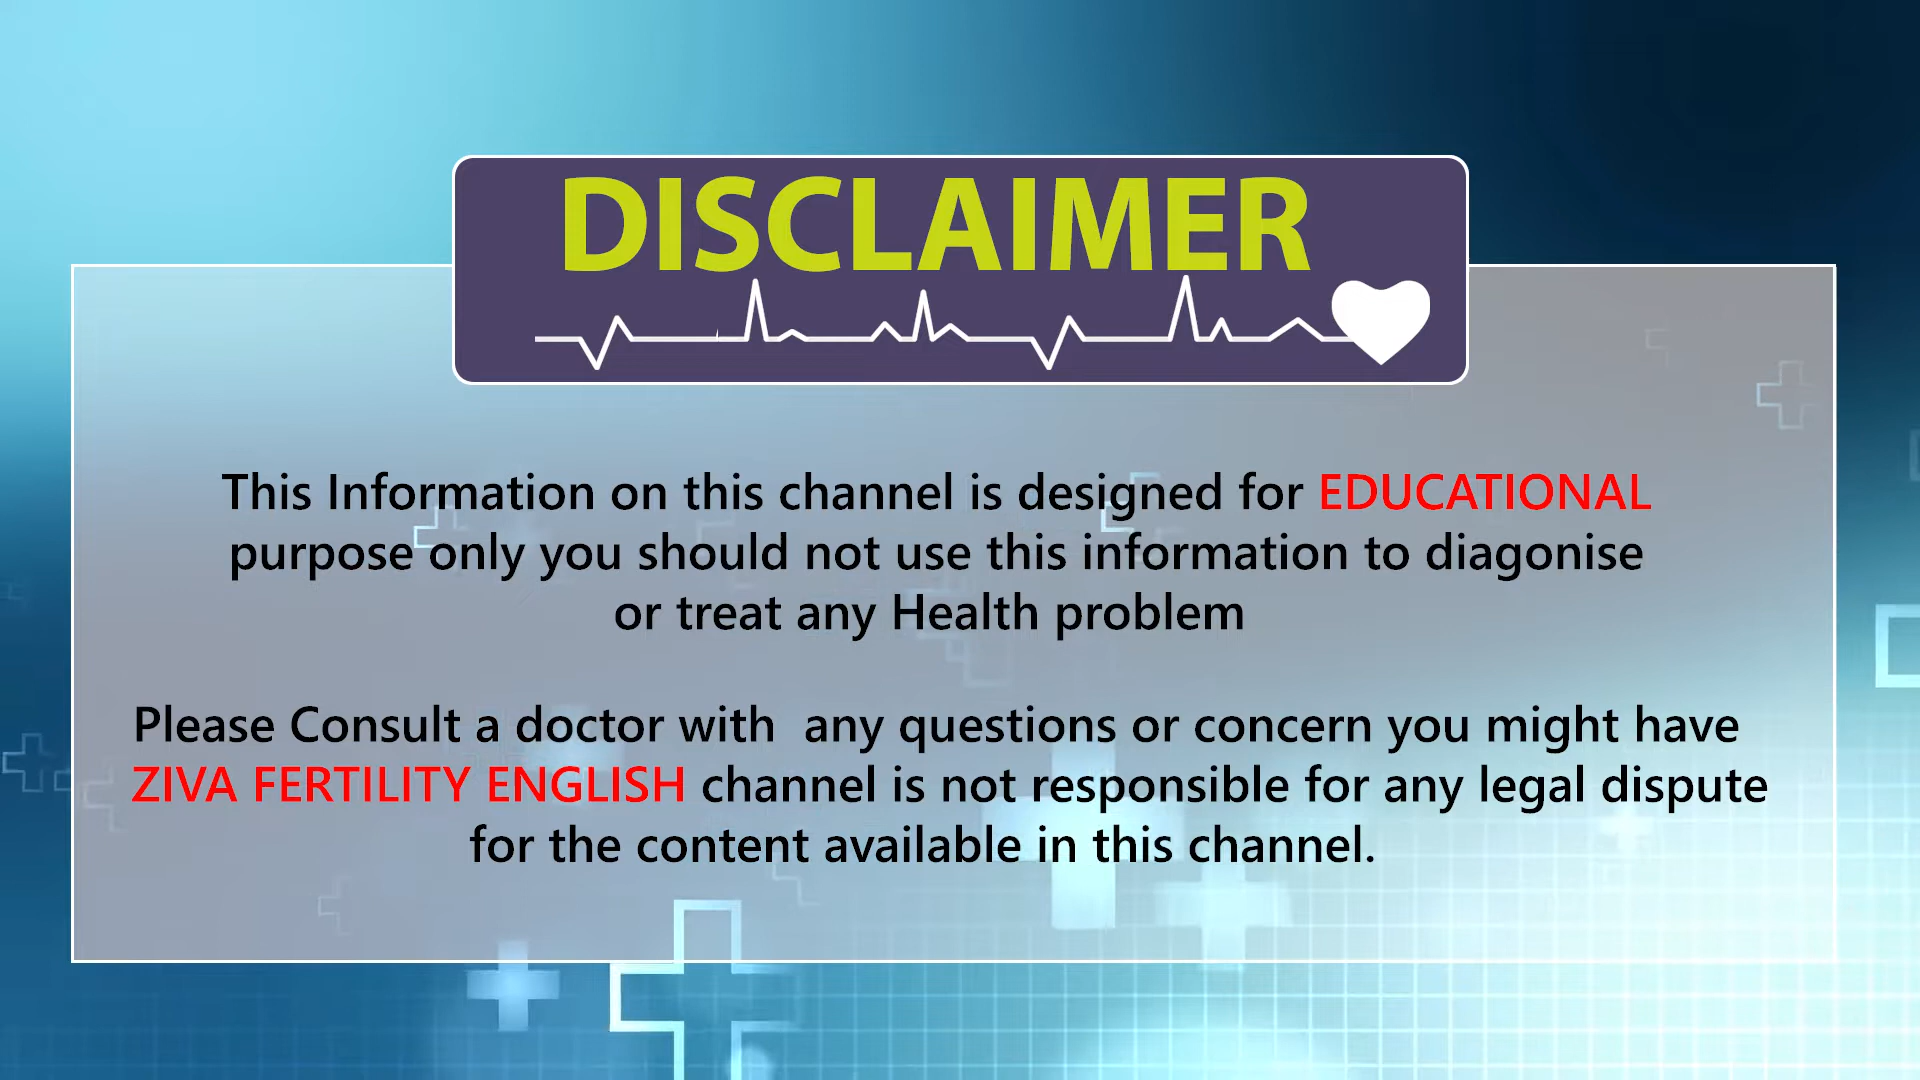 DISCLAIMER
This Information on this channel is designed for EDUCATIONAL
purpose only you should not use this information to diagonise
or treat any Health problem
Please Consult a doctor with  any questions or concern you might have
ZIVA FERTILITY ENGLISH channel is not responsible for any legal dispute
for the content available in this channel.